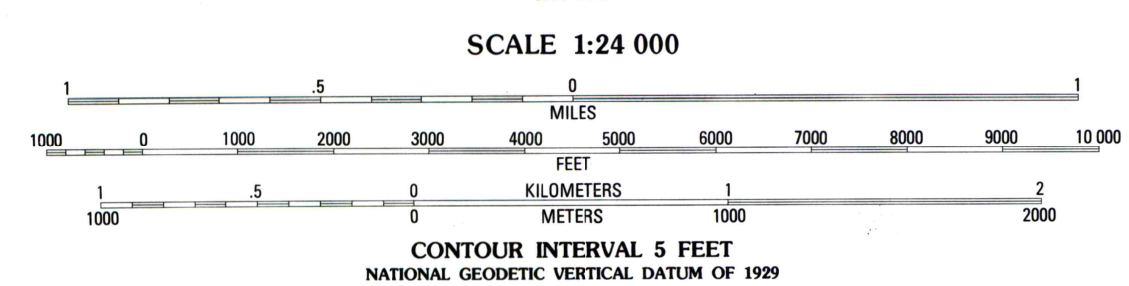 SCALE 1:24 000
1 .5 0 1
MILES
1000 0 1000 2000 3000 4000 5000 6000 7000 8000 9000 10 000
FEET
1 .5 0 KILOMETERS 1 2
1000 0 METERS 1000 2000
CONTOUR INTERVAL 5 FEET
NATIONAL GEODETIC VERTICAL DATUM OF 1929